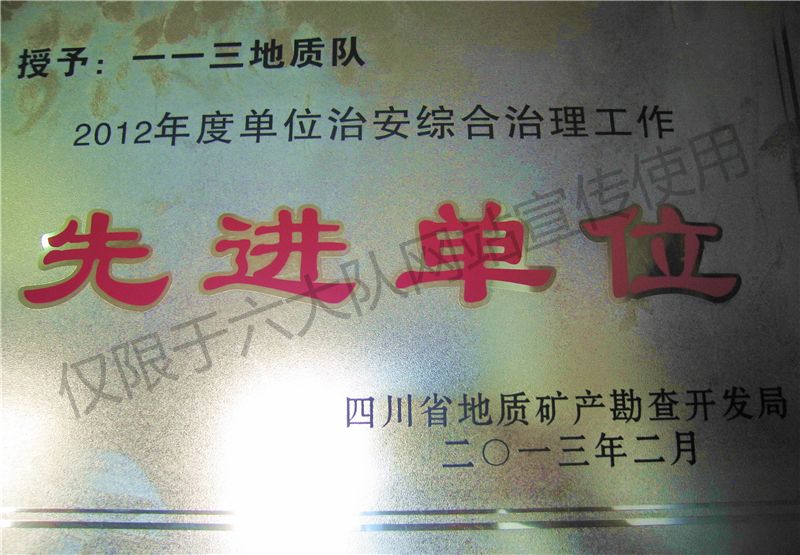 授予：一一三地质队
2012年度单位治安综合治理工作
先进单位
四川省地质矿产勘查开发局
二〇一三年二月
仅限于六大队网站宣传使用